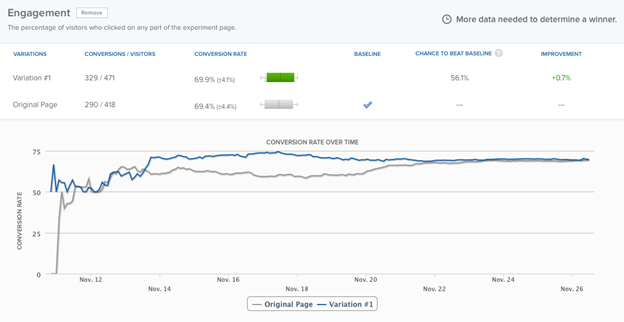 Engagement Remove
The percentage of visitors who clicked on any part of the experiment page.
More data needed to determine a winner.
VARIATIONS CONVERSIONS / VISITORS CONVERSION RATE BASELINE CHANCE TO BEAT BASELINE ? IMPROVEMENT
Variation #1 329 / 471 69.9% (±4.1%) 56.1% +0.7%
Original Page 290 / 418 69.4% (±4.4%) --- ---
CONVERSION RATE OVER TIME
CONVERSION RATE
75
50
25
0
Nov. 12 Nov. 16 Nov. 20 Nov. 24
Nov. 14 Nov. 18 Nov. 22 Nov. 26
Original Page Variation #1